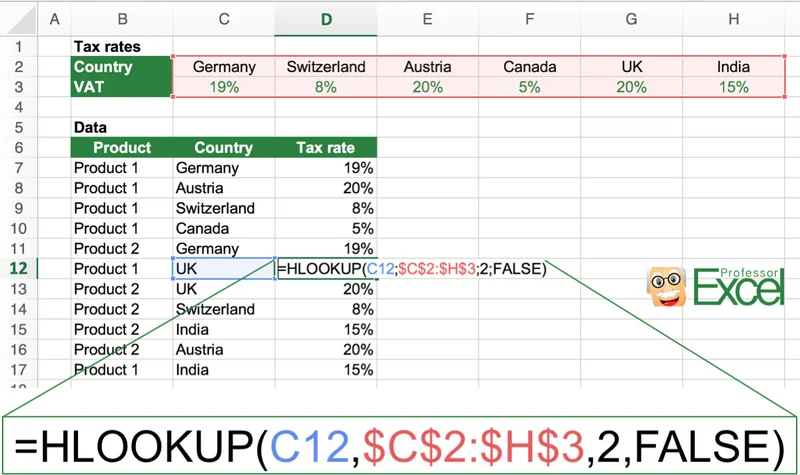 A B C D E F G H
1 Tax rates
2 Country Germany Switzerland Austria Canada UK India
3 VAT 19% 8% 20% 5% 20% 15%
4
5 Data
6 Product Country Tax rate
7 Product 1 Germany 19%
8 Product 1 Austria 20%
9 Product 1 Switzerland 8%
10 Product 1 Canada 5%
11 Product 2 Germany 19%
12 Product 1 UK =HLOOKUP(C12;$C$2:$H$3;2;FALSE)
13 Product 2 UK 20%
14 Product 2 Switzerland 8%
15 Product 2 India 15%
16 Product 2 Austria 20%
17 Product 1 India 15%
Professor
Excel
=HLOOKUP(C12,$C$2:$H$3,2,FALSE)